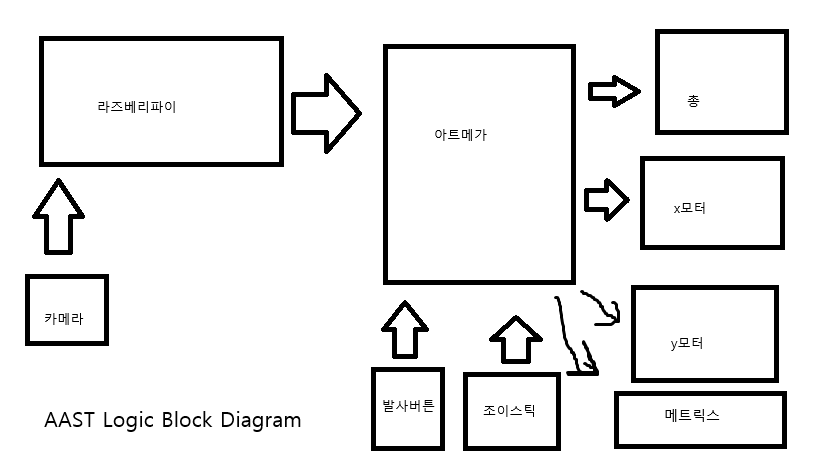 라즈베리파이
아트메가
총
x모터
카메라
y모터
발사버튼
조이스틱
메트릭스
AAST Logic Block Diagram